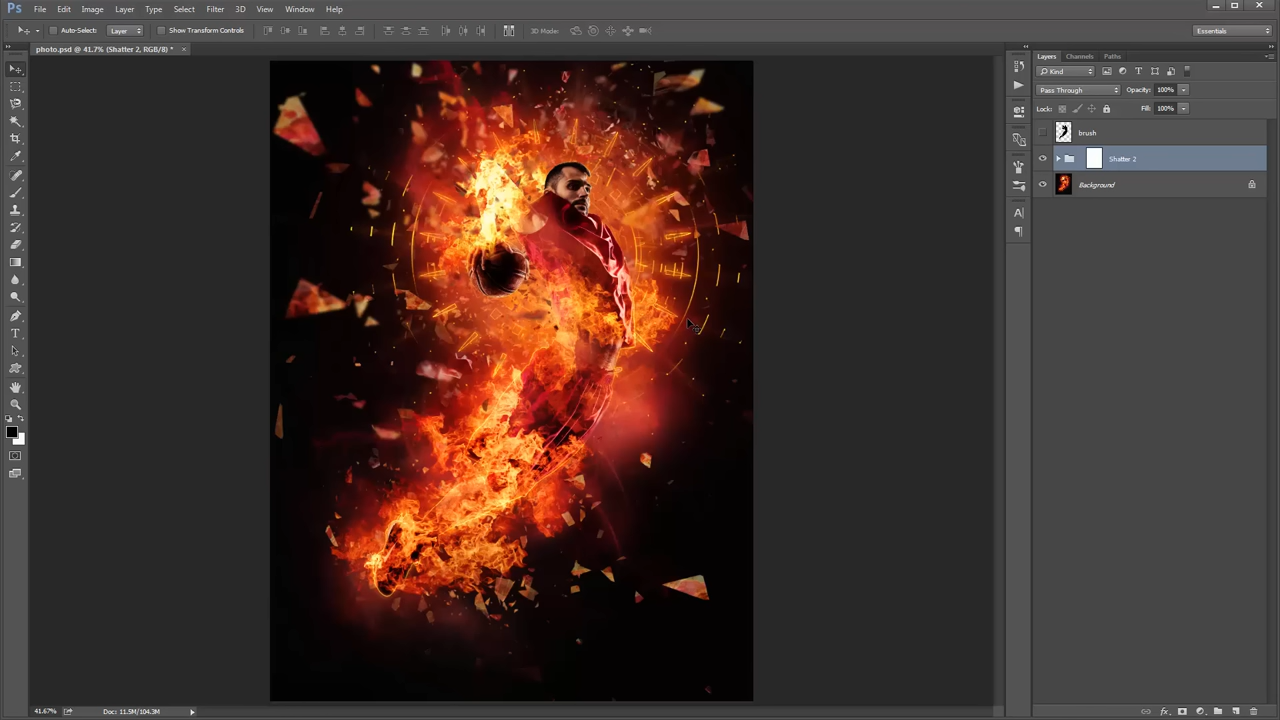 Ps File Edit Image Layer Type Select Filter 3D View Window Help
Auto-Select: Layer Show Transform Controls 3D Mode: Essentials
photo.psd @ 41.7% (Shatter 2, RGB/8) * ×
Layers Channels Paths
Kind
Pass Through Opacity: 100%
Lock: Fill: 100%
brush
Shatter 2
Background
41.67% Doc: 11.5M/104.3M